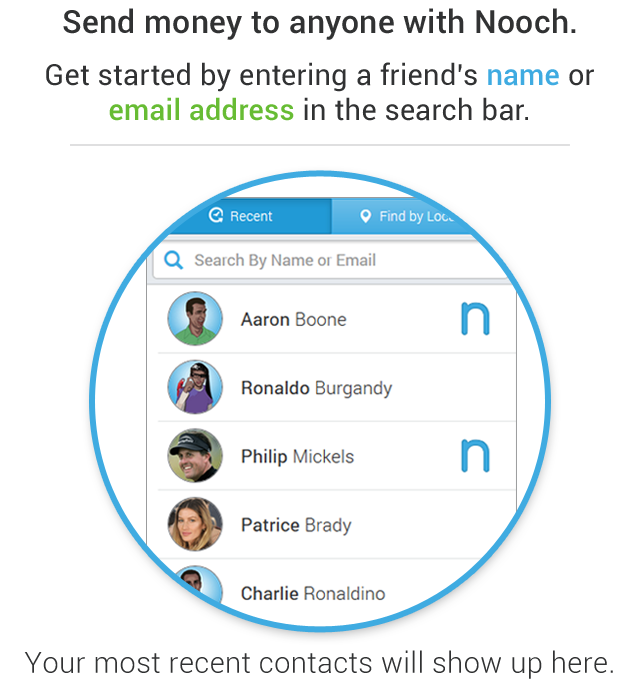 Send money to anyone with Nooch.
Get started by entering a friend's name or
email address in the search bar.
Recent
Find by
Search By Name or Email
Aaron Boone
n
Ronaldo Burgandy
Philip Mickels
n
Patrice Brady
Charlie Ronaldino
Your most recent contacts will show up here.